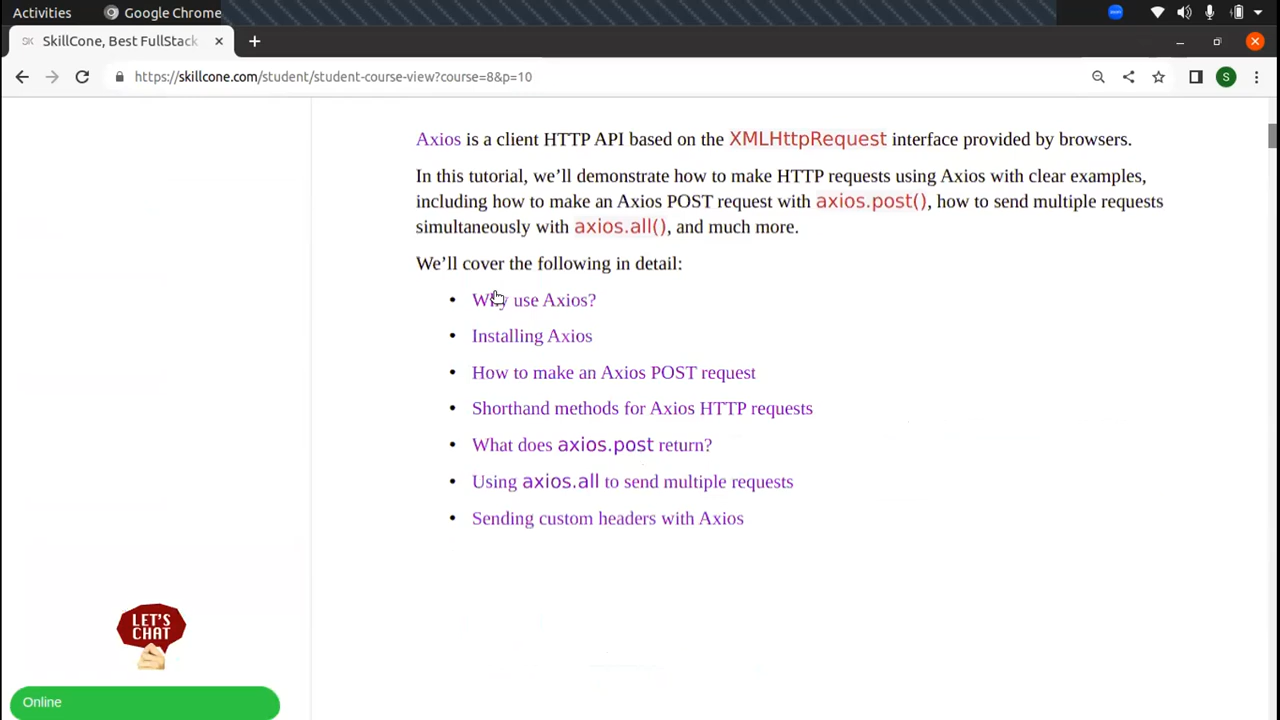 Activities
Google Chrome
SK SkillCone, Best FullStack
https://skillcone.com/student/student-course-view?course=8&p=10
S
Axios is a client HTTP API based on the XMLHttpRequest interface provided by browsers.
In this tutorial, we’ll demonstrate how to make HTTP requests using Axios with clear examples,
including how to make an Axios POST request with axios.post(), how to send multiple requests
simultaneously with axios.all(), and much more.
We’ll cover the following in detail:
• Why use Axios?
• Installing Axios
• How to make an Axios POST request
• Shorthand methods for Axios HTTP requests
• What does axios.post return?
• Using axios.all to send multiple requests
• Sending custom headers with Axios
LET'S
CHAT
Online